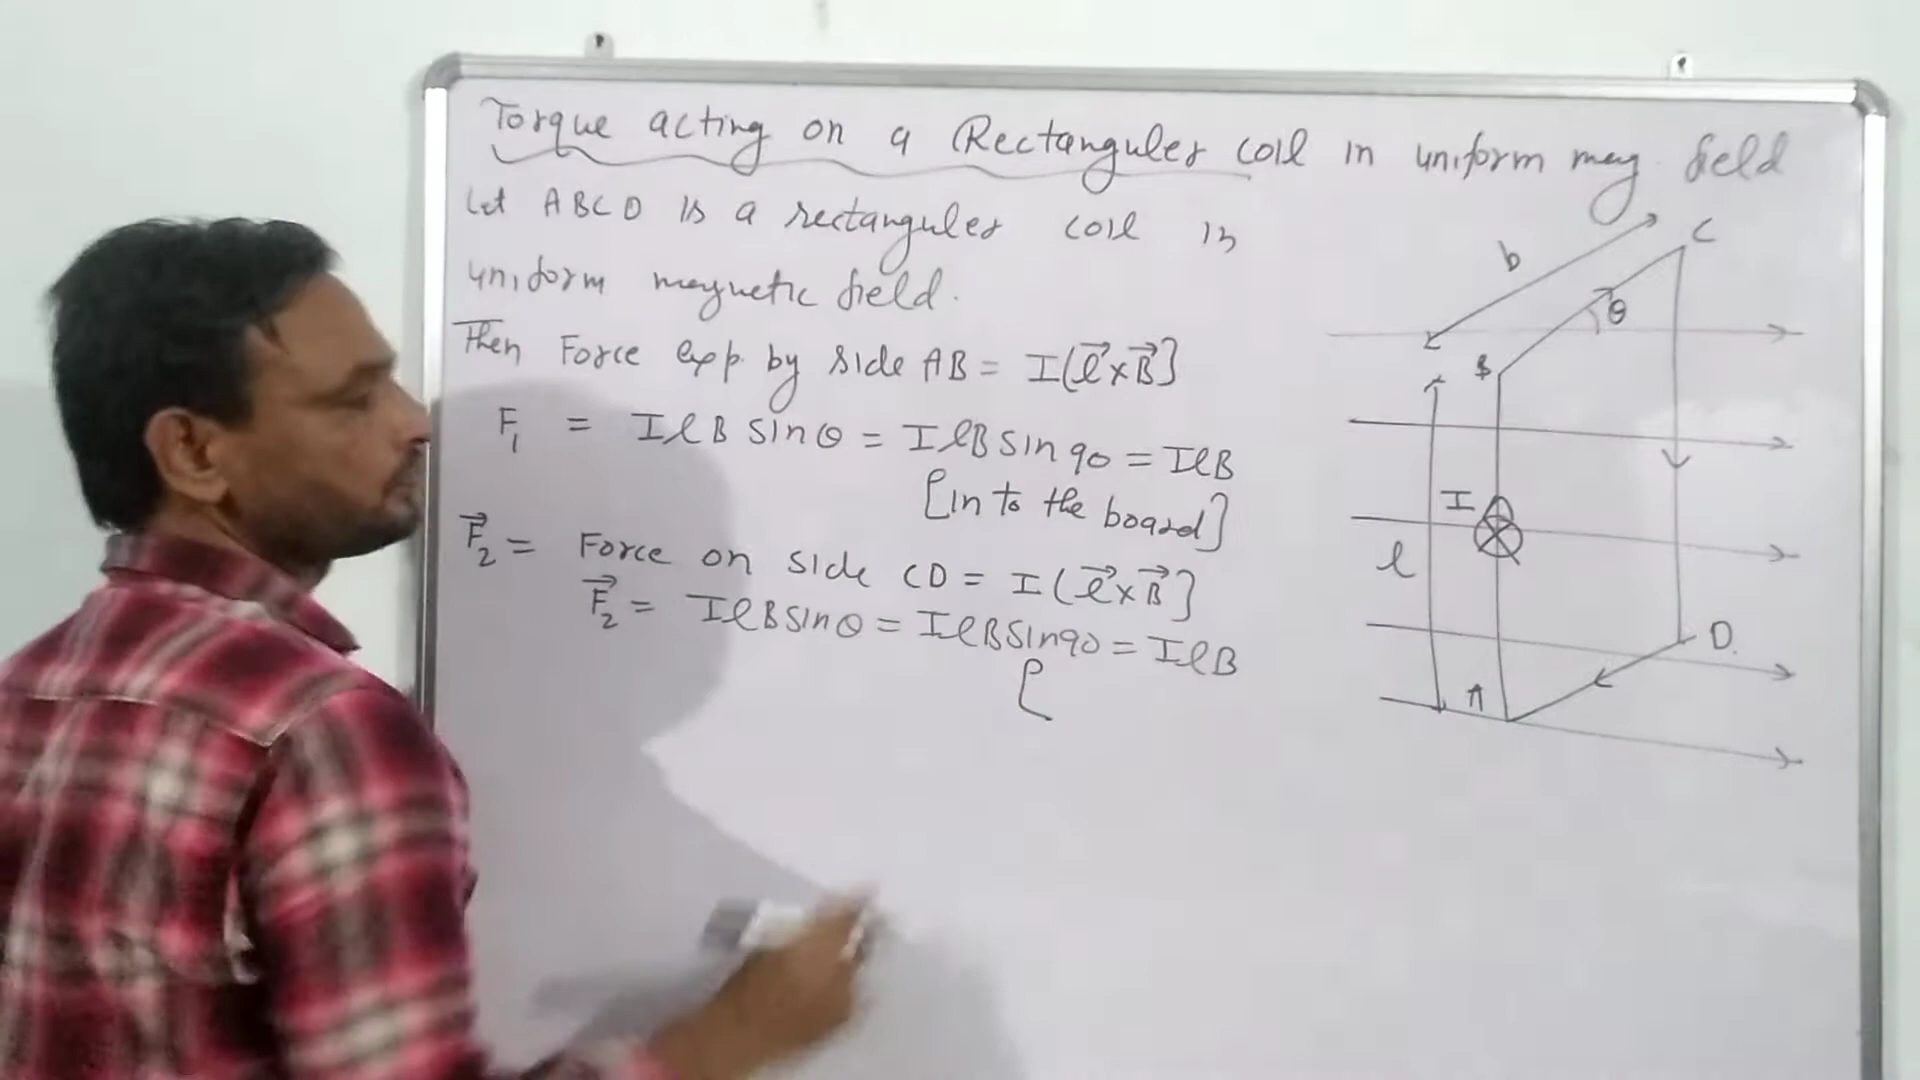 Torque acting on a Rectanguler coil in uniform mag. field
Let ABCD is a rectanguler coil in
uniform magnetic field.
Then Force exp. by side AB = I(l⃗×B⃗]
F₁ = IlB sinθ = IlB sin 90 = IlB
[in to the board]
F⃗₂ = Force on side CD = I(l⃗×B⃗]
F⃗₂ = IlBsinθ = IlBsin90 = IlB
[
b
C
θ
B
I
l
D.
A